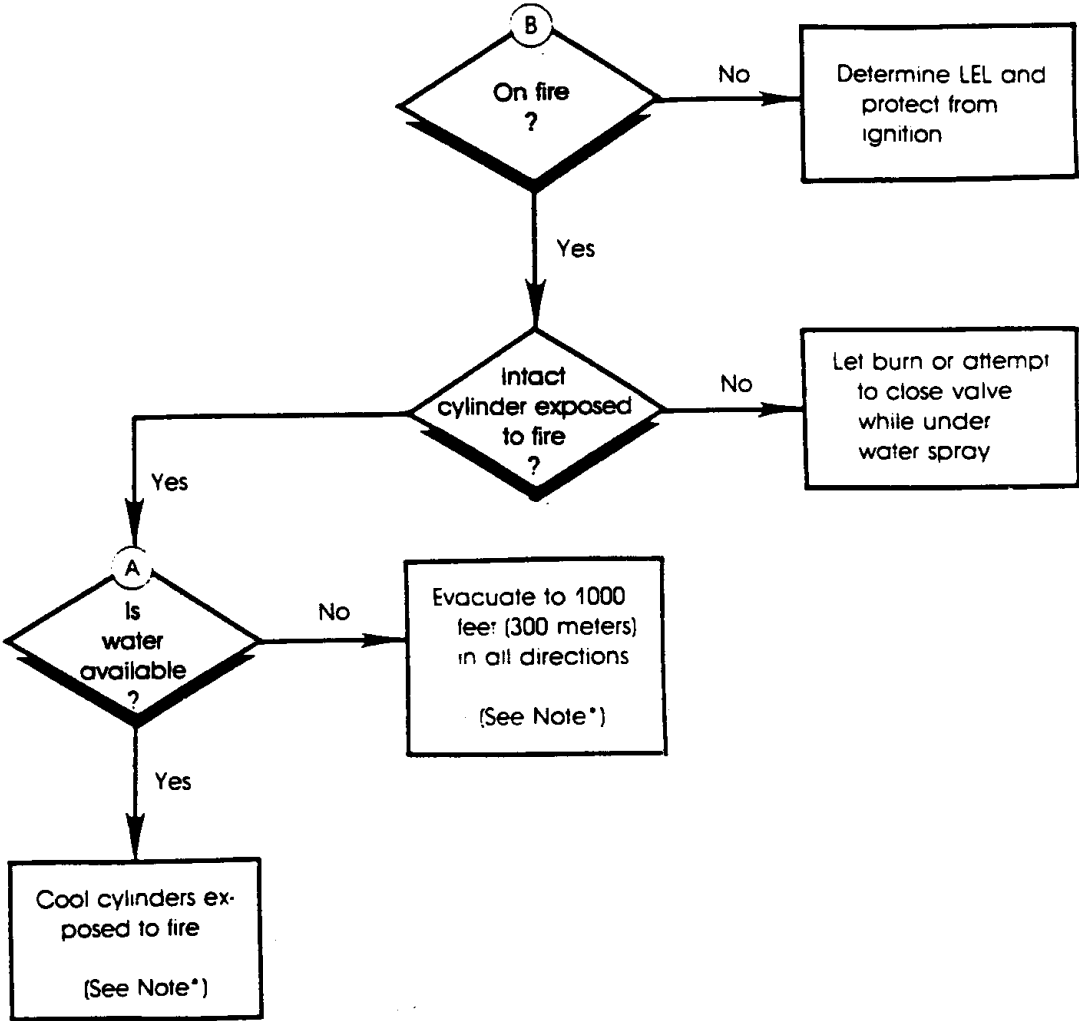 B
On fire
?
No
Determine LEL and
protect from
ignition
Yes
Intact
cylinder exposed
to fire
?
No
Let burn or attempt
to close valve
while under
water spray
Yes
A
Is
water
available
?
No
Evacuate to 1000
feet (300 meters)
in all directions
(See Note*)
Yes
Cool cylinders ex-
posed to fire
(See Note*)